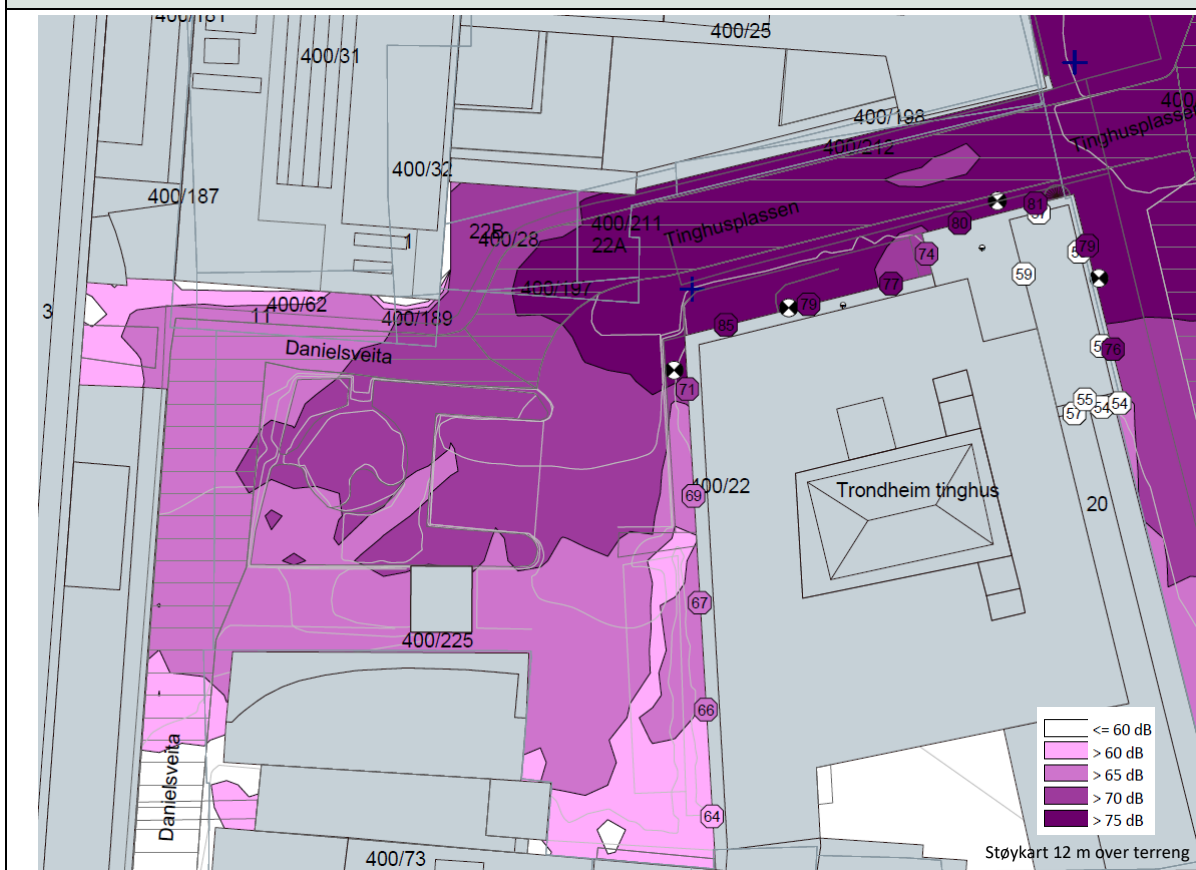 400/181
400/25
400/31
400/198
Tinghusplassen
400/212
400/32
400/187
81
80
400/211
Tinghusplassen
22B
400/28
22A
1
79
74
59
77
400/197
400/62
79
3
11
400/189
85
Danielsveita
76
71
55
54
54
57
400/22
69
Trondheim tinghus
20
67
400/225
66
Danielsveita
64
400/73
<= 60 dB
> 60 dB
> 65 dB
> 70 dB
> 75 dB
Støykart 12 m over terreng